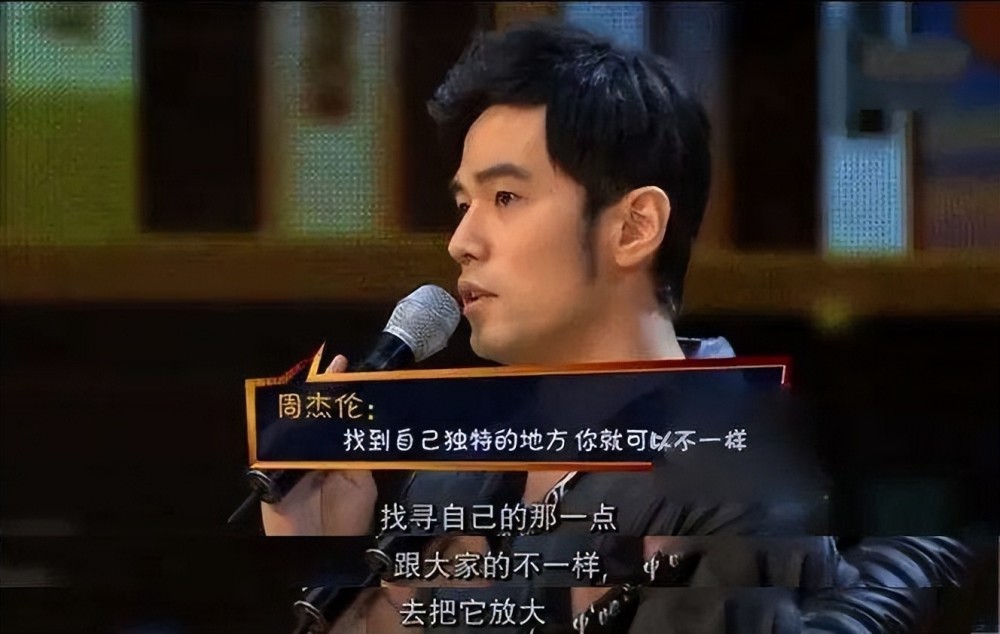 周杰伦:
找到自己独特的地方 你就可以不一样
找寻自己的那一点
跟大家的不一样,
去把它放大